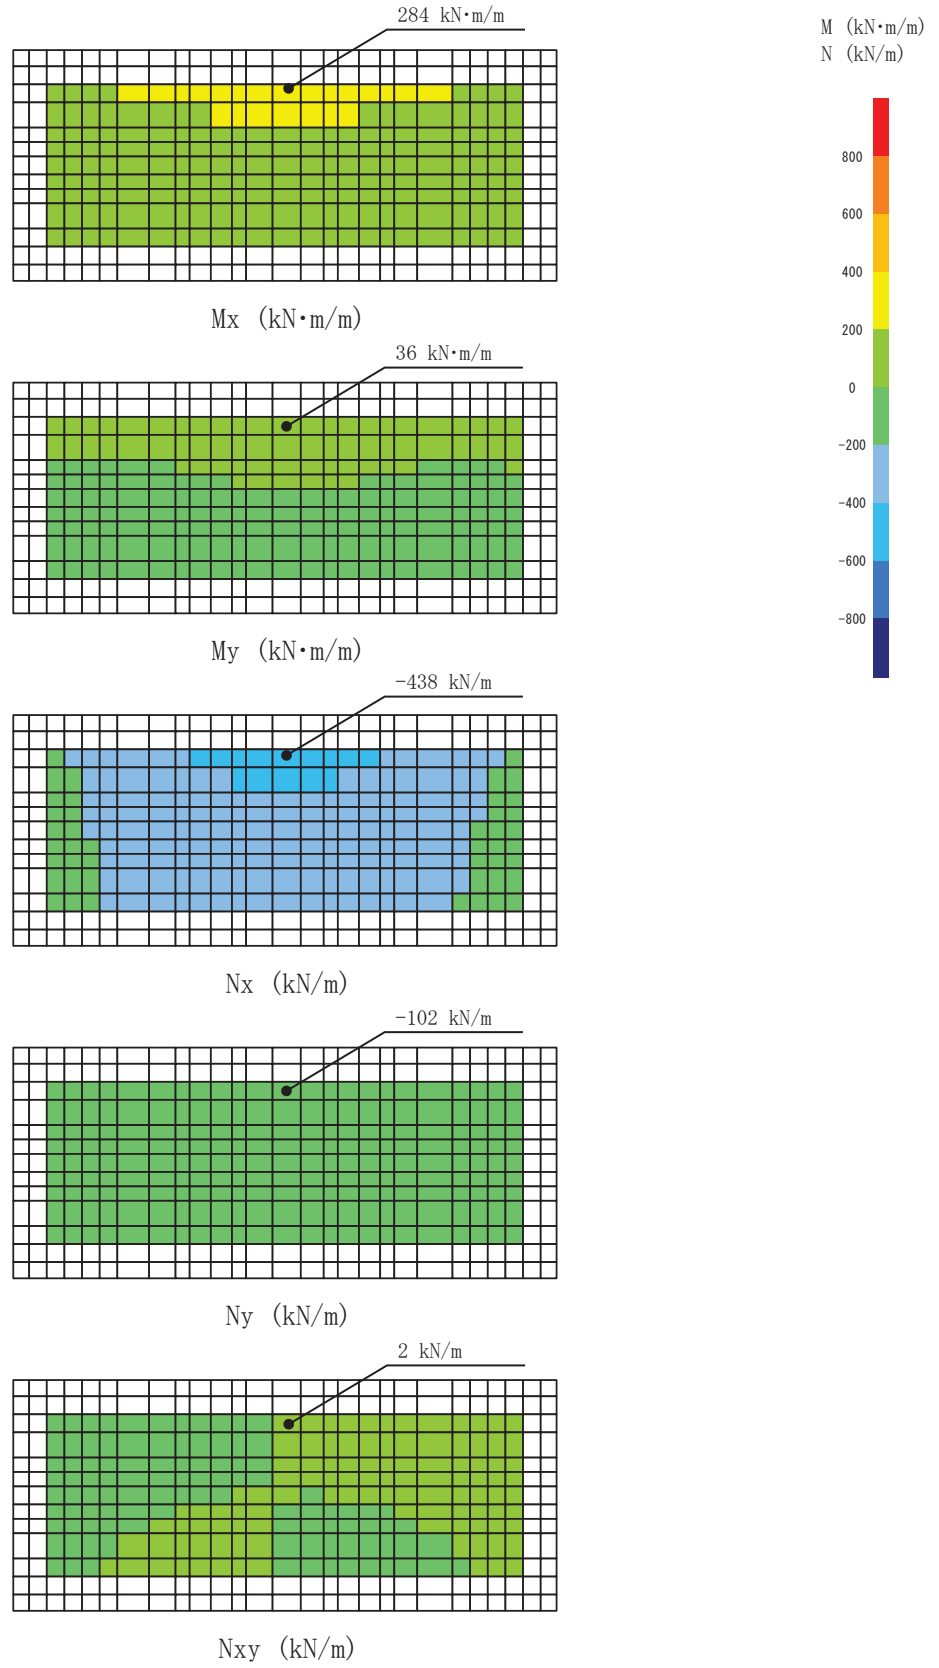 284 kN·m/m
M (kN·m/m)
N (kN/m)
800
600
400
200
0
-200
-400
-600
-800
Mx (kN·m/m)
36 kN·m/m
My (kN·m/m)
-438 kN/m
Nx (kN/m)
-102 kN/m
Ny (kN/m)
2 kN/m
Nxy (kN/m)